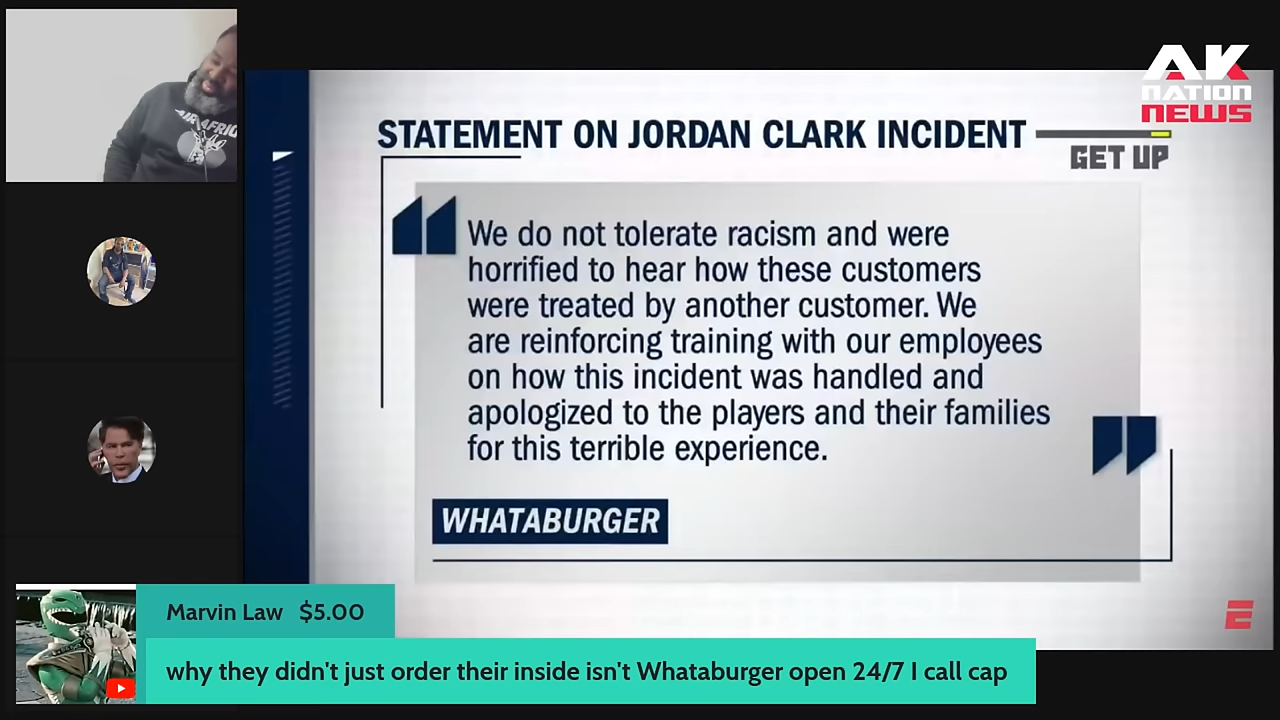 AIR AFRIQ
AK
NATION
NEWS
STATEMENT ON JORDAN CLARK INCIDENT
GET UP
“We do not tolerate racism and were
horrified to hear how these customers
were treated by another customer. We
are reinforcing training with our employees
on how this incident was handled and
apologized to the players and their families
for this terrible experience.”
WHATABURGER
E
Marvin Law $5.00
why they didn't just order their inside isn't Whataburger open 24/7 I call cap